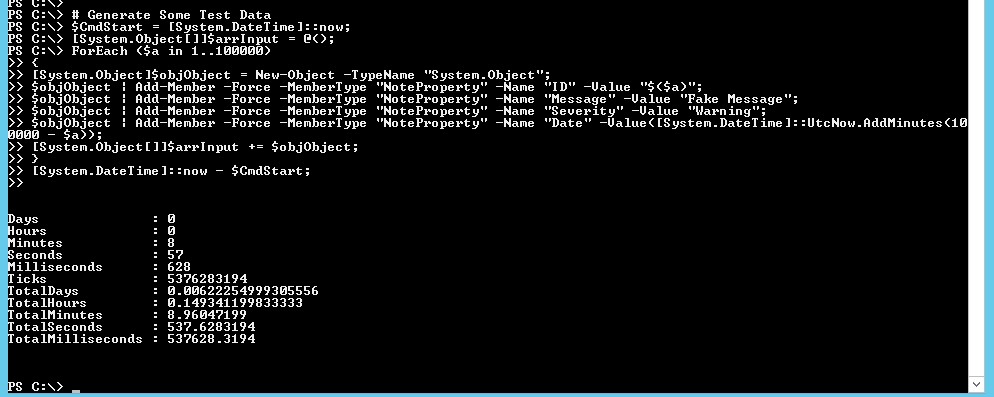 PS C:\>
PS C:\> # Generate Some Test Data
PS C:\> $CmdStart = [System.DateTime]::now;
PS C:\> [System.Object[]]$arrInput = @();
PS C:\> ForEach ($a in 1..100000)
>> {
>> [System.Object]$objObject = New-Object -TypeName "System.Object";
>> $objObject | Add-Member -Force -MemberType "NoteProperty" -Name "ID" -Value "$($a)";
>> $objObject | Add-Member -Force -MemberType "NoteProperty" -Name "Message" -Value "Fake Message";
>> $objObject | Add-Member -Force -MemberType "NoteProperty" -Name "Severity" -Value "Warning";
>> $objObject | Add-Member -Force -MemberType "NoteProperty" -Name "Date" -Value([System.DateTime]::UtcNow.AddMinutes(10
0000 - $a));
>> [System.Object[]]$arrInput += $objObject;
>> }
>> [System.DateTime]::now - $CmdStart;
>>
Days : 0
Hours : 0
Minutes : 8
Seconds : 57
Milliseconds : 628
Ticks : 5376283194
TotalDays : 0.00622254999305556
TotalHours : 0.149341199833333
TotalMinutes : 8.96047199
TotalSeconds : 537.6283194
TotalMilliseconds : 537628.3194
PS C:\> _